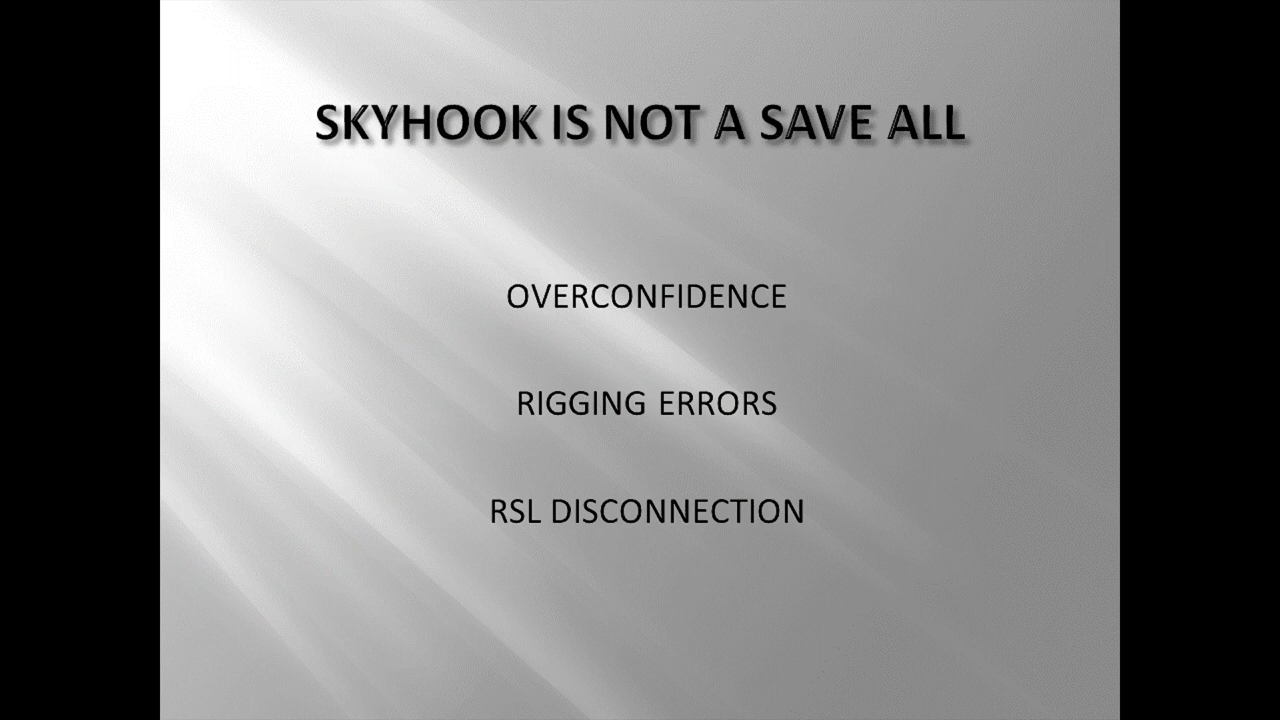 SKYHOOK IS NOT A SAVE ALL
OVERCONFIDENCE
RIGGING ERRORS
RSL DISCONNECTION